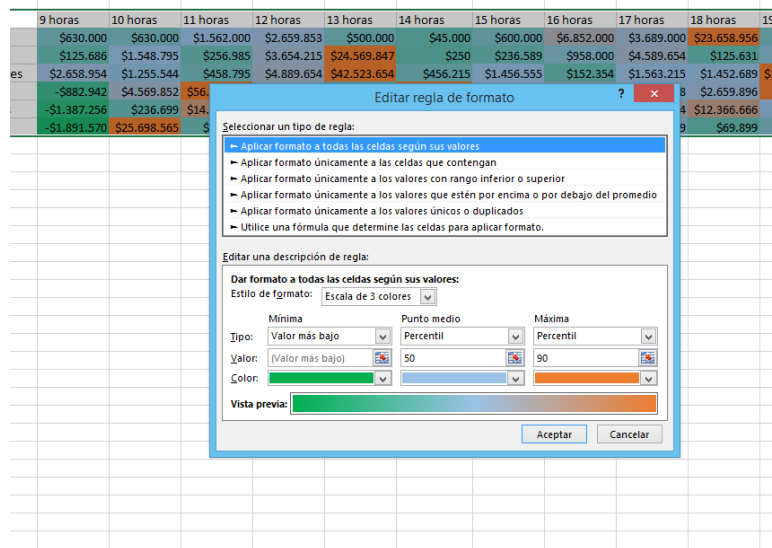 9 horas 10 horas 11 horas 12 horas 13 horas 14 horas 15 horas 16 horas 17 horas 18 horas 19
$630.000 $630.000 $1.562.000 $2.659.853 $500.000 $45.000 $600.000 $6.852.000 $3.689.000 $23.658.956
$125.686 $1.548.795 $256.985 $3.654.215 $24.569.847 $250 $236.589 $958.000 $4.589.654 $125.631
es $2.658.954 $1.255.544 $458.795 $4.889.654 $42.523.654 $456.215 $1.456.555 $152.354 $1.563.215 $1.452.689
-$882.942 $4.569.852 $56. 8 $2.659.896
-$1.387.256 $236.699 $14. 4 $12.366.666
-$1.891.570 $25.698.565 $ 9 $69.899
Editar regla de formato ? ×
Seleccionar un tipo de regla:
► Aplicar formato a todas las celdas según sus valores
► Aplicar formato únicamente a las celdas que contengan
► Aplicar formato únicamente a los valores con rango inferior o superior
► Aplicar formato únicamente a los valores que estén por encima o por debajo del promedio
► Aplicar formato únicamente a los valores únicos o duplicados
► Utilice una fórmula que determine las celdas para aplicar formato.
Editar una descripción de regla:
Dar formato a todas las celdas según sus valores:
Estilo de formato: Escala de 3 colores
Mínima Punto medio Máxima
Tipo: Valor más bajo Percentil Percentil
Valor: (Valor más bajo) 50 90
Color:
Vista previa:
Aceptar Cancelar